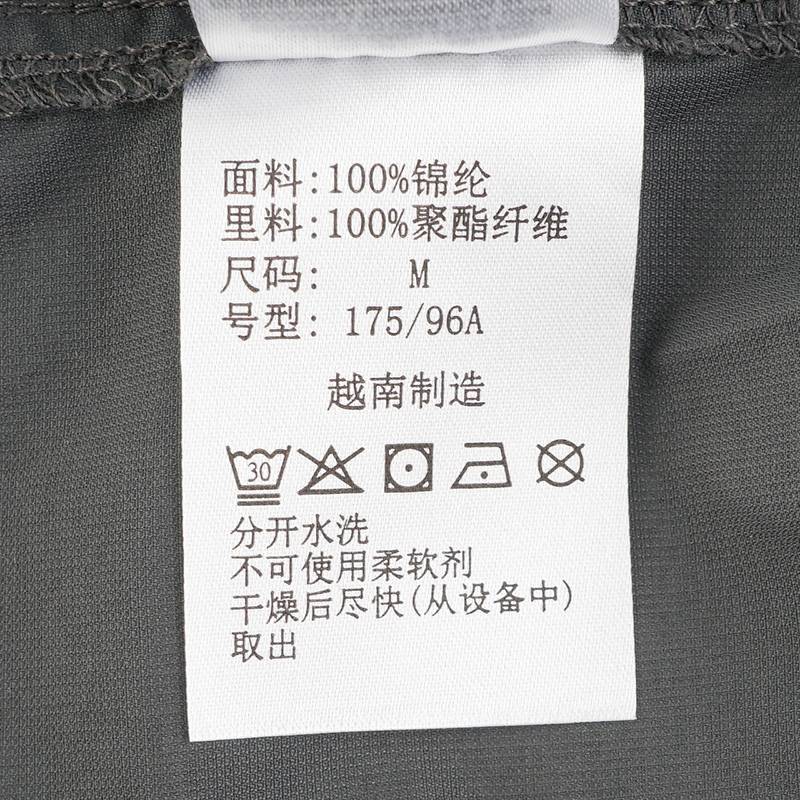 面料:100%锦纶
里料:100%聚酯纤维
尺码: M
号型: 175/96A
越南制造
30
分开水洗
不可使用柔软剂
干燥后尽快(从设备中)
取出